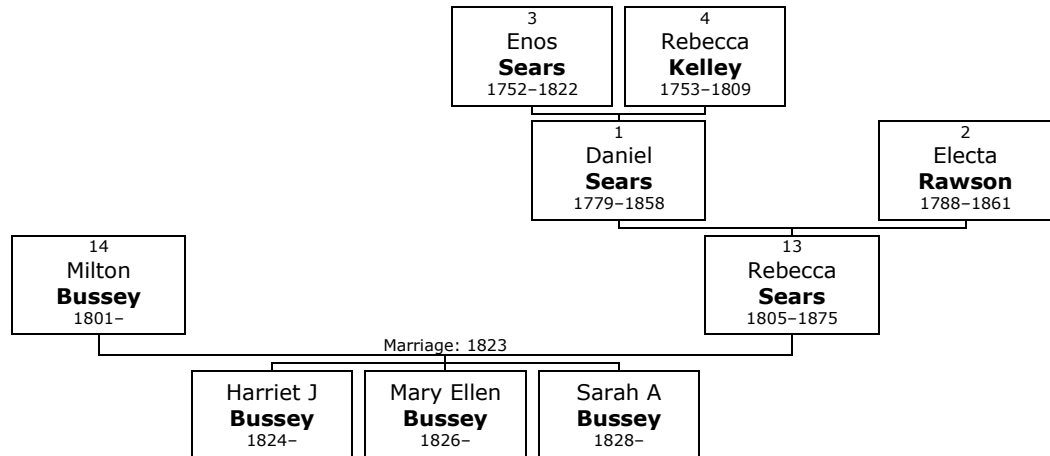 3
Enos
Sears
1752–1822
4
Rebecca
Kelley
1753–1809
1
Daniel
Sears
1779–1858
2
Electa
Rawson
1788–1861
14
Milton
Bussey
1801–
13
Rebecca
Sears
1805–1875
Marriage: 1823
Harriet J
Bussey
1824–
Mary Ellen
Bussey
1826–
Sarah A
Bussey
1828–